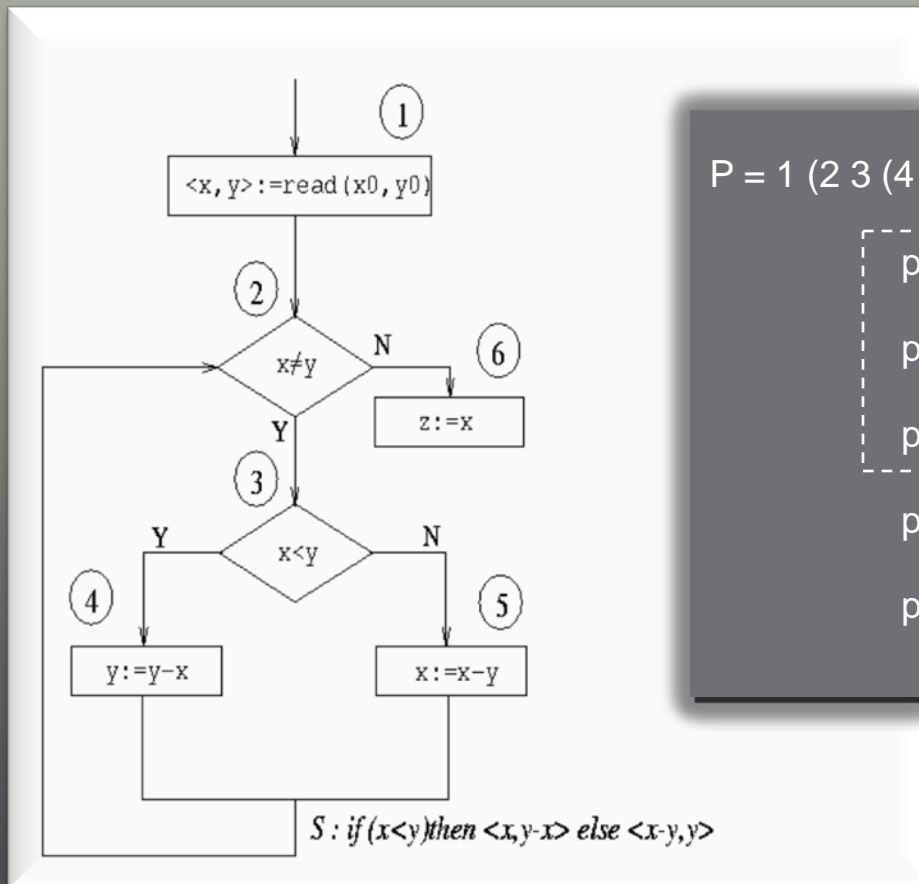 1
<x,y>:=read(x0,y0)
2
x≠y
N
6
z:=x
Y
3
x<y
Y
N
4
5
y:=y-x
x:=x-y
S : if (x<y)then <x,y-x> else <x-y,y>
P = 1 (2 3 (4
p
p
p
p
p